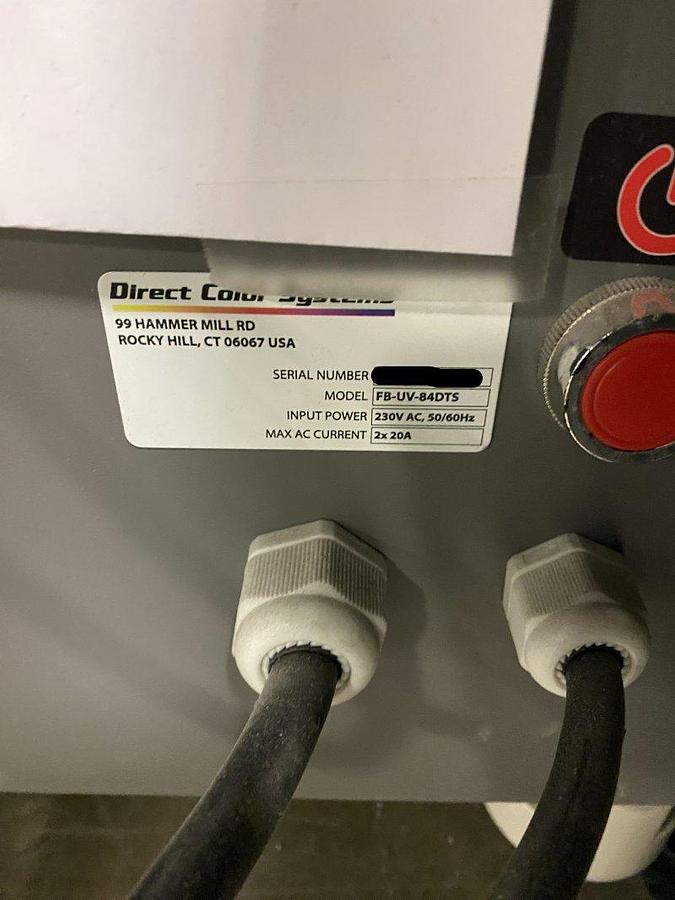 Direct Color Systems
99 HAMMER MILL RD
ROCKY HILL, CT 06067 USA
SERIAL NUMBER
MODEL FB-UV-84DTS
INPUT POWER 230V AC, 50/60Hz
MAX AC CURRENT 2x 20A